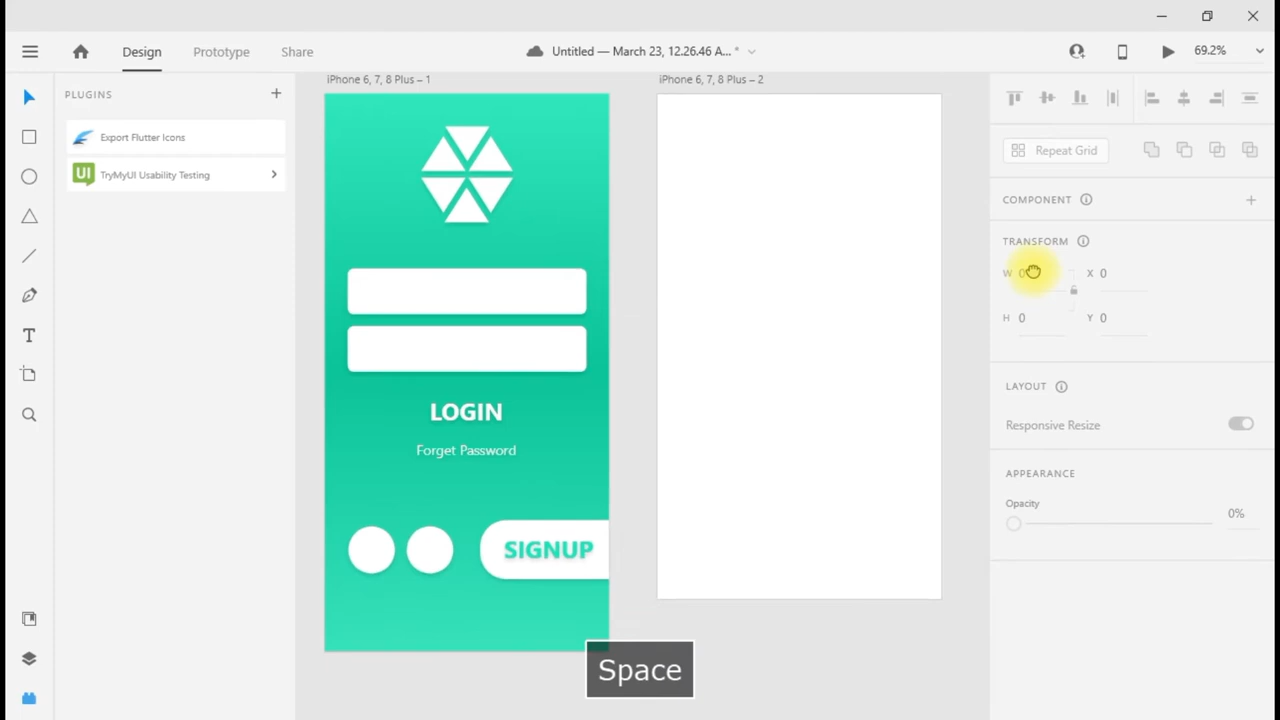 Design
Prototype
Share
Untitled — March 23, 12.26.46 A... *
69.2%
PLUGINS
Export Flutter Icons
UI
TryMyUI Usability Testing
T
iPhone 6, 7, 8 Plus – 1
iPhone 6, 7, 8 Plus – 2
LOGIN
Forget Password
SIGNUP
Space
Repeat Grid
COMPONENT
TRANSFORM
W 0
X 0
H 0
Y 0
LAYOUT
Responsive Resize
APPEARANCE
Opacity
0%